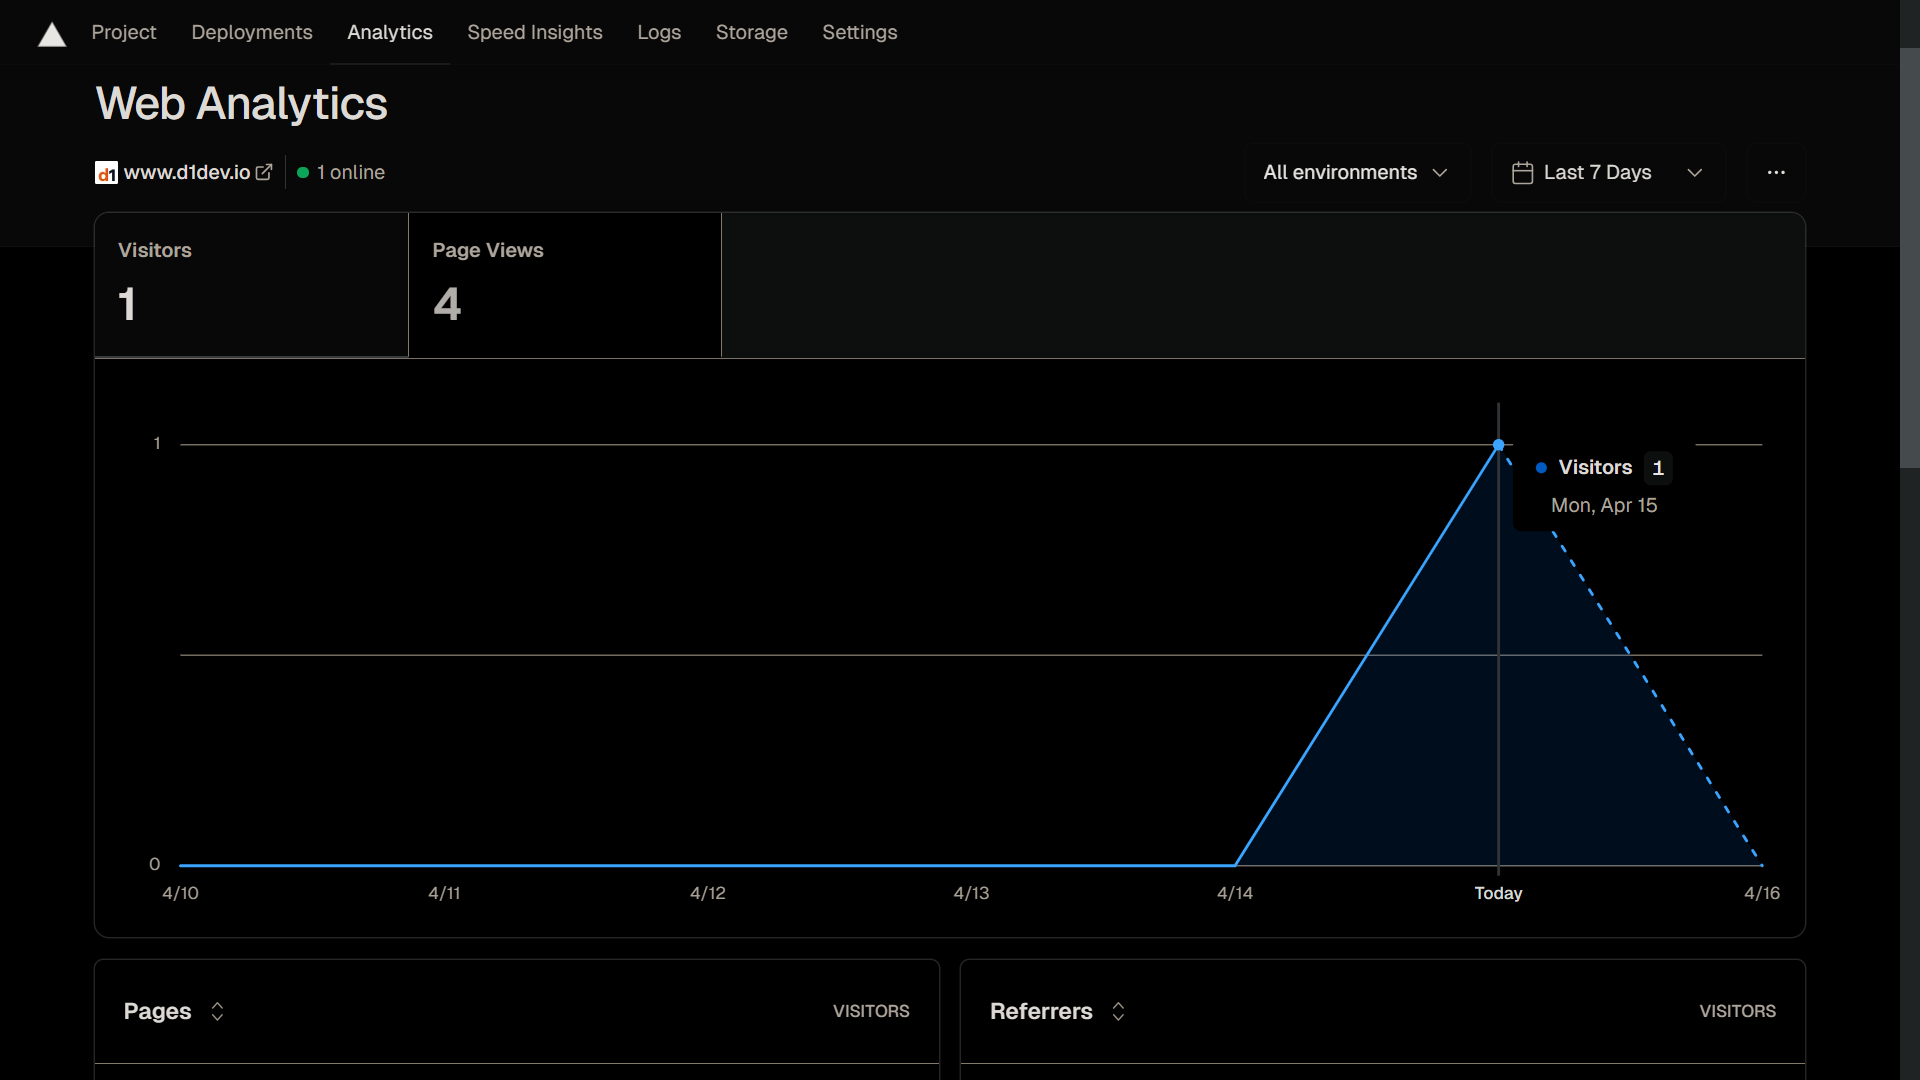 Project Deployments Analytics Speed Insights Logs Storage Settings
Web Analytics
d1 www.d1dev.io 1 online All environments Last 7 Days
Visitors Page Views
1 4
1
Visitors 1
Mon, Apr 15
0
4/10 4/11 4/12 4/13 4/14 Today 4/16
Pages VISITORS Referrers VISITORS